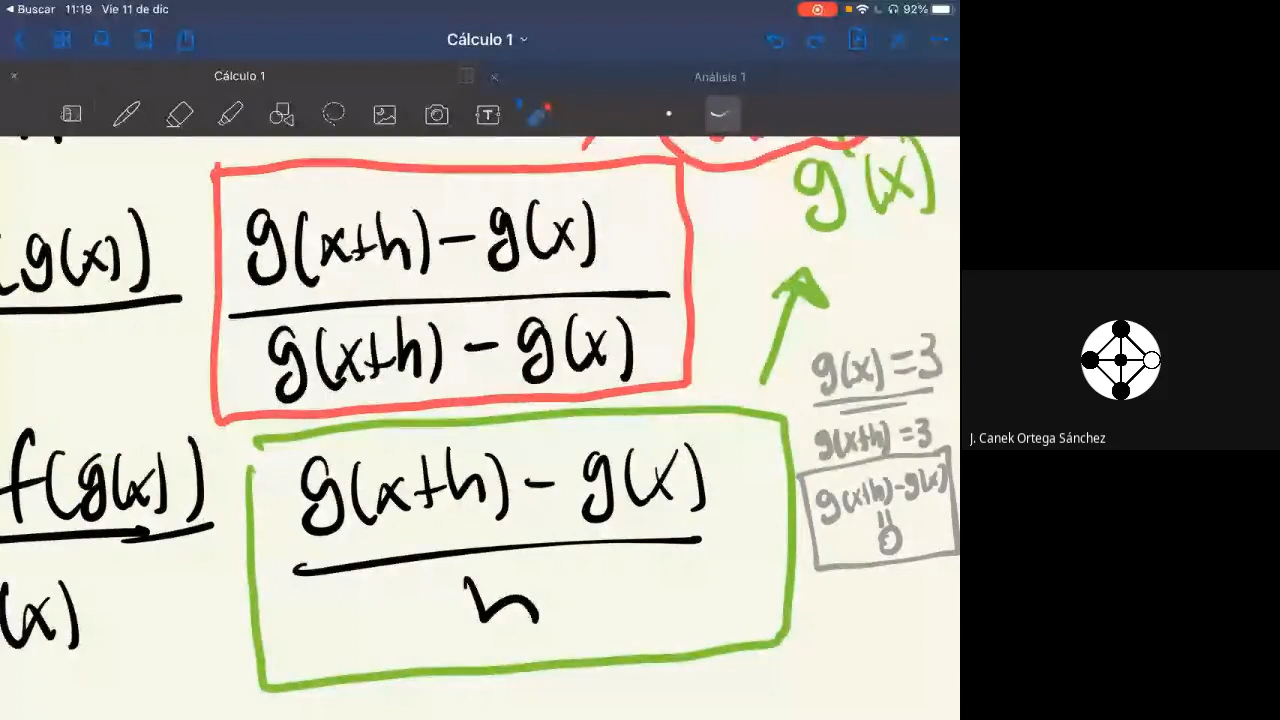 Buscar 11:19 Vie 11 de dic 92%
Cálculo 1
Cálculo 1 Análisis 1
T
g'(x)
g(x))
g(x+h)-g(x)
g(x+h) - g(x)
g(x) = 3
g(x+h) = 3
g(x+h)-g(x)
=
0
f(g(x))
g(x+h) - g(x)
h
(x)
J. Canek Ortega Sánchez